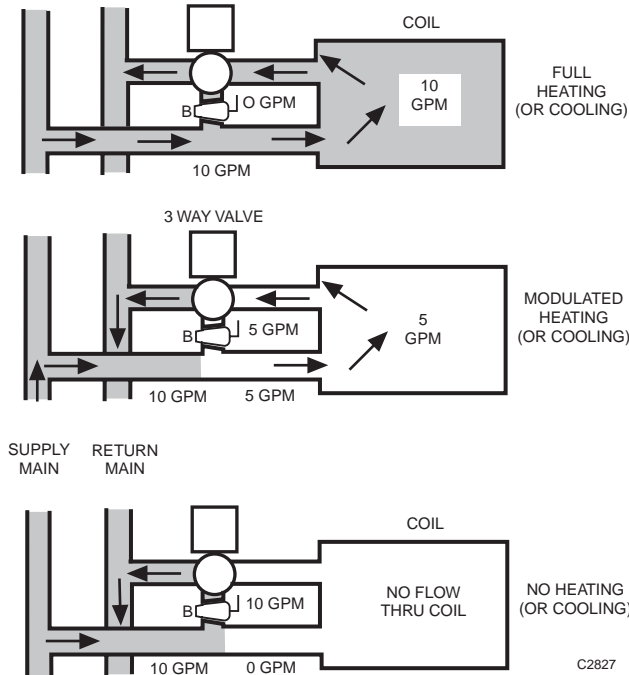 COIL
10
GPM
FULL
HEATING
(OR COOLING)
B
O GPM
10 GPM
3 WAY VALVE
B
5 GPM
5
GPM
MODULATED
HEATING
(OR COOLING)
10 GPM
5 GPM
SUPPLY
MAIN
RETURN
MAIN
COIL
NO FLOW
THRU COIL
NO HEATING
(OR COOLING)
B
10 GPM
10 GPM
0 GPM
C2827